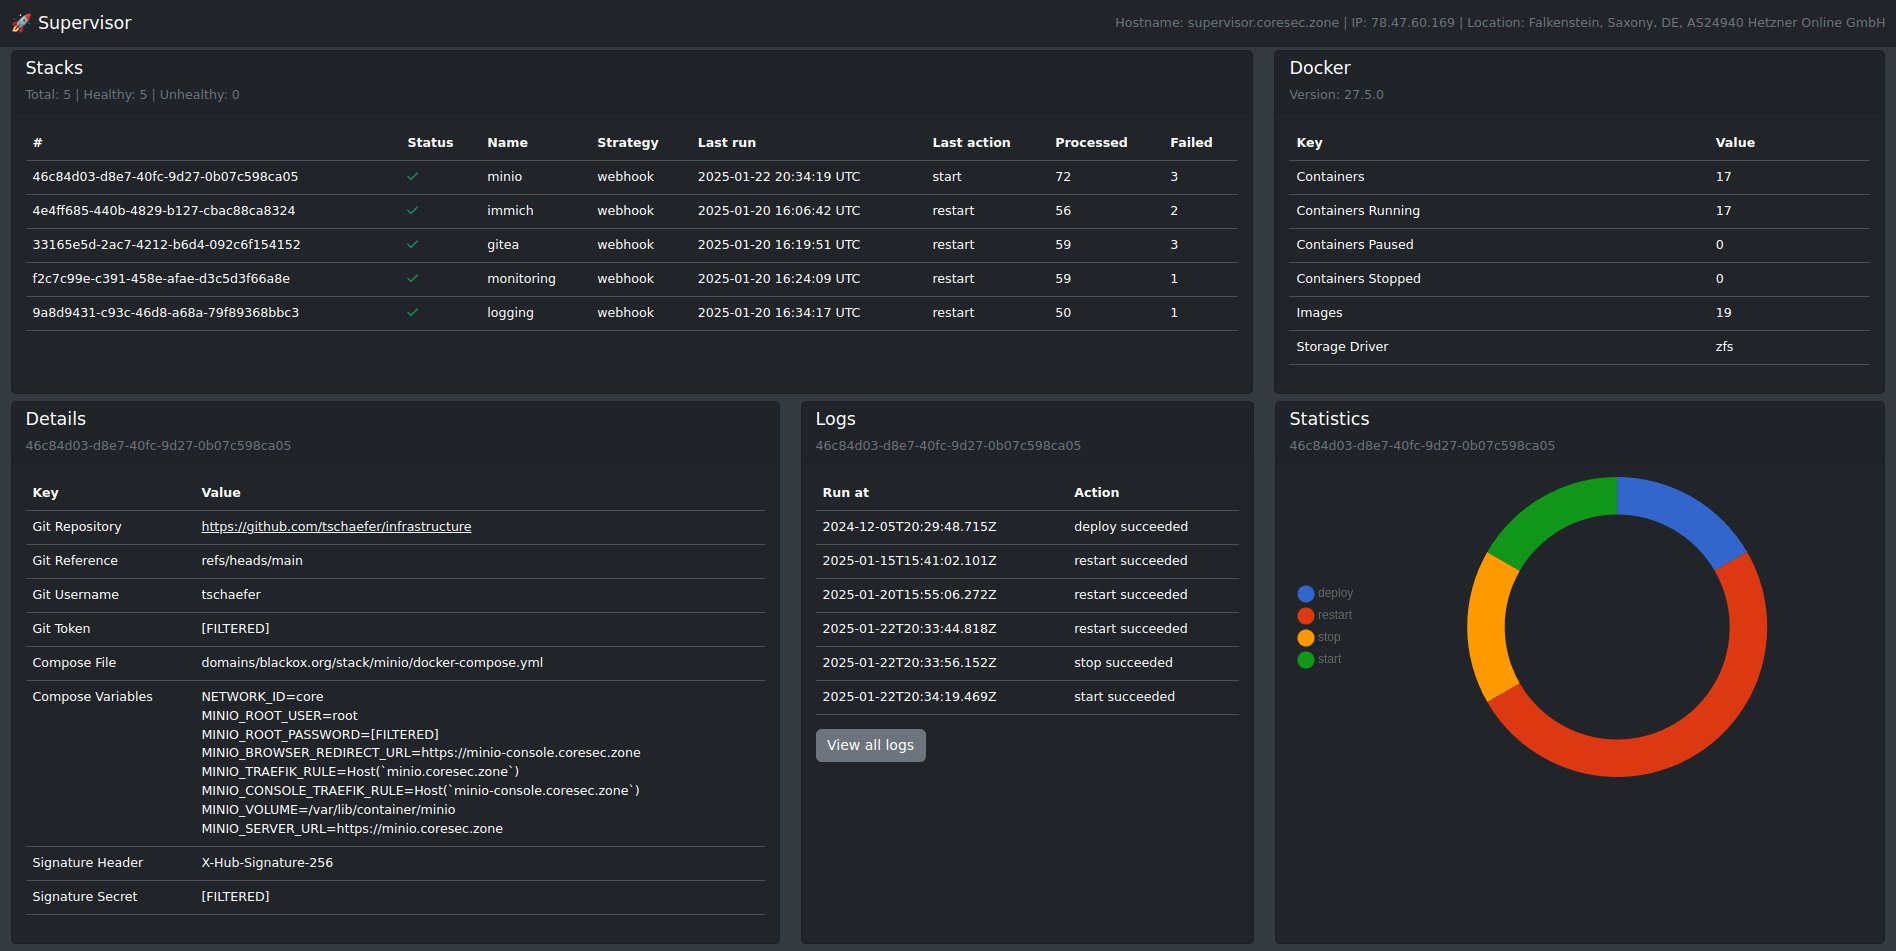 🚀 Supervisor
Hostname: supervisor.coresec.zone | IP: 78.47.60.169 | Location: Falkenstein, Saxony, DE, AS24940 Hetzner Online GmbH
Stacks
Total: 5 | Healthy: 5 | Unhealthy: 0
# Status Name Strategy Last run Last action Processed Failed
46c84d03-d8e7-40fc-9d27-0b07c598ca05 ✓ minio webhook 2025-01-22 20:34:19 UTC start 72 3
4e4ff685-440b-4829-b127-cbac88ca8324 ✓ immich webhook 2025-01-20 16:06:42 UTC restart 56 2
33165e5d-2ac7-4212-b6d4-092c6f154152 ✓ gitea webhook 2025-01-20 16:19:51 UTC restart 59 3
f2c7c99e-c391-458e-afae-d3c5d3f66a8e ✓ monitoring webhook 2025-01-20 16:24:09 UTC restart 59 1
9a8d9431-c93c-46d8-a68a-79f89368bbc3 ✓ logging webhook 2025-01-20 16:34:17 UTC restart 50 1
Docker
Version: 27.5.0
Key Value
Containers 17
Containers Running 17
Containers Paused 0
Containers Stopped 0
Images 19
Storage Driver zfs
Details
46c84d03-d8e7-40fc-9d27-0b07c598ca05
Key Value
Git Repository https://github.com/tschaefer/infrastructure
Git Reference refs/heads/main
Git Username tschaefer
Git Token [FILTERED]
Compose File domains/blackox.org/stack/minio/docker-compose.yml
Compose Variables NETWORK_ID=core
MINIO_ROOT_USER=root
MINIO_ROOT_PASSWORD=[FILTERED]
MINIO_BROWSER_REDIRECT_URL=https://minio-console.coresec.zone
MINIO_TRAEFIK_RULE=Host(`minio.coresec.zone`)
MINIO_CONSOLE_TRAEFIK_RULE=Host(`minio-console.coresec.zone`)
MINIO_VOLUME=/var/lib/container/minio
MINIO_SERVER_URL=https://minio.coresec.zone
Signature Header X-Hub-Signature-256
Signature Secret [FILTERED]
Logs
46c84d03-d8e7-40fc-9d27-0b07c598ca05
Run at Action
2024-12-05T20:29:48.715Z deploy succeeded
2025-01-15T15:41:02.101Z restart succeeded
2025-01-20T15:55:06.272Z restart succeeded
2025-01-22T20:33:44.818Z restart succeeded
2025-01-22T20:33:56.152Z stop succeeded
2025-01-22T20:34:19.469Z start succeeded
View all logs
Statistics
46c84d03-d8e7-40fc-9d27-0b07c598ca05
deploy
restart
stop
start